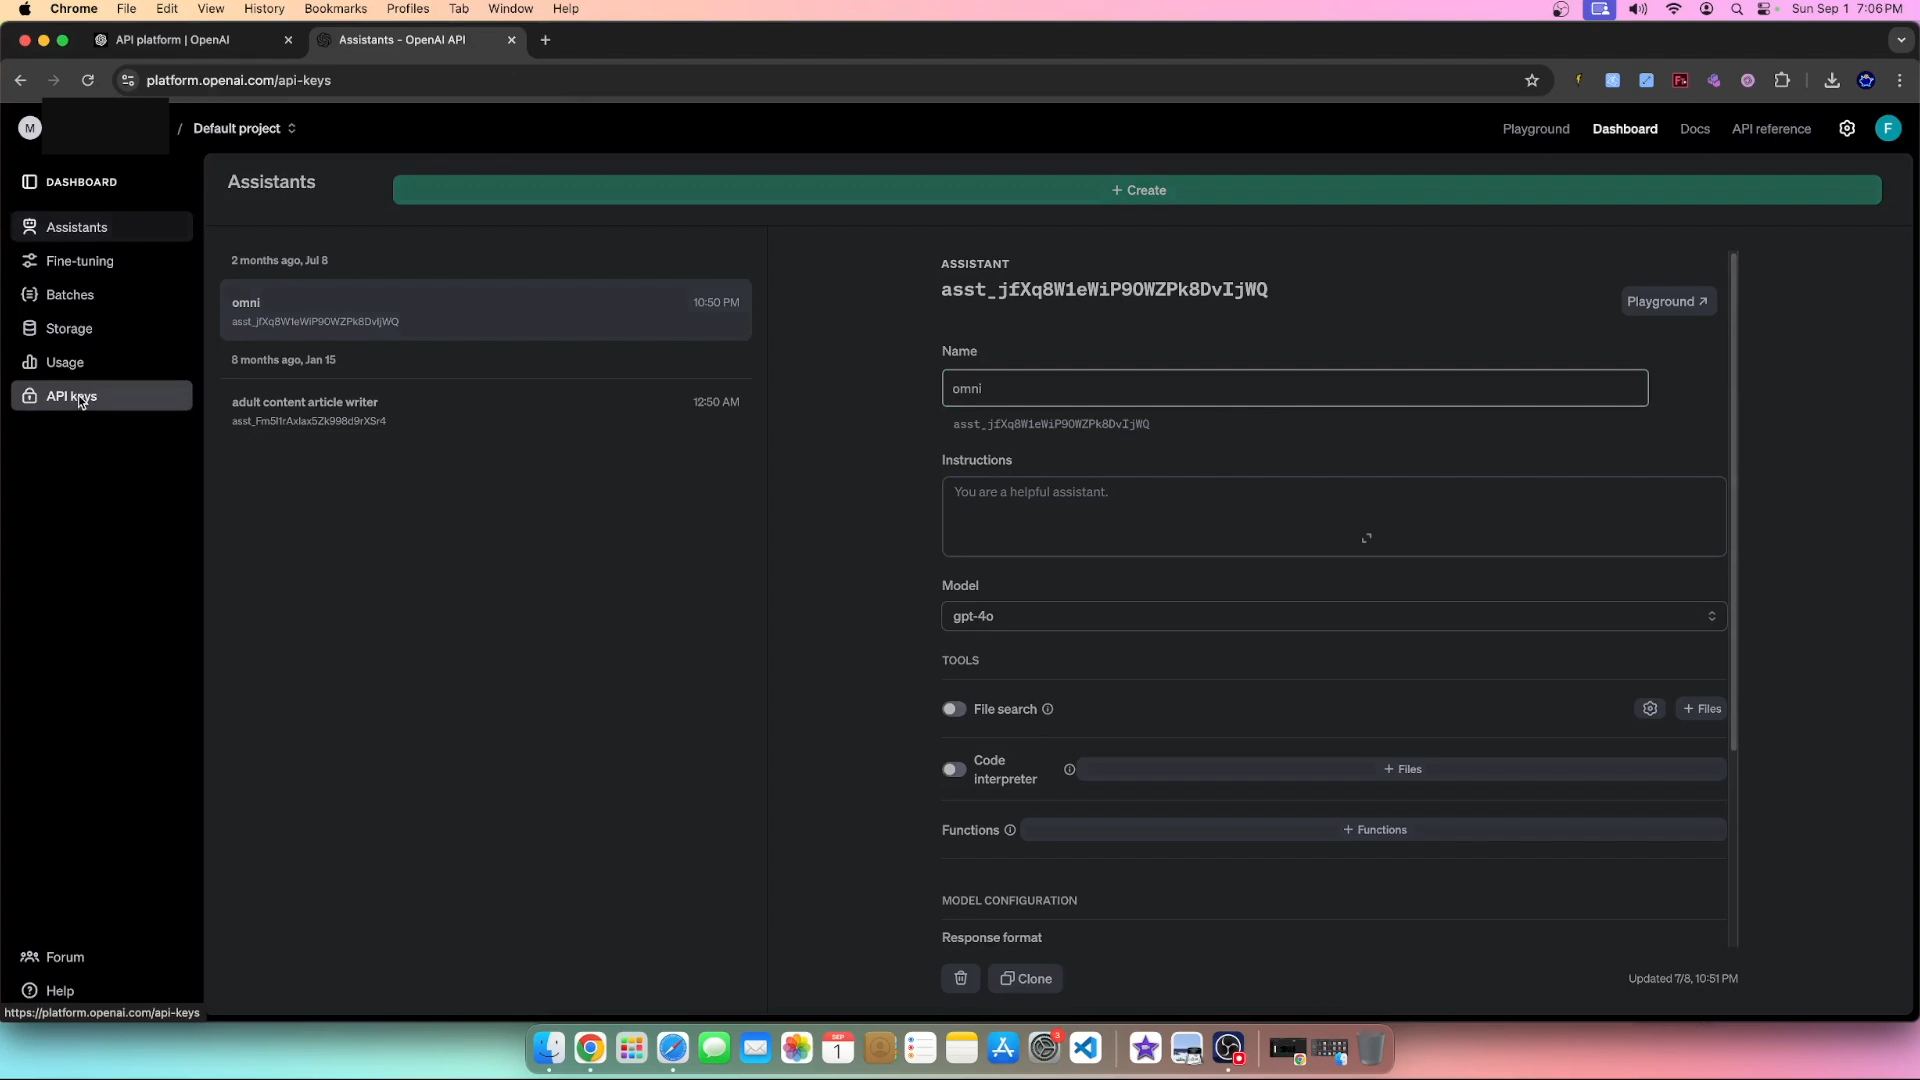 Chrome File Edit View History Bookmarks Profiles Tab Window Help Sun Sep 1 7:06 PM
API platform | OpenAI Assistants - OpenAI API
platform.openai.com/api-keys
M / Default project Playground Dashboard Docs API reference F
DASHBOARD
Assistants
Fine-tuning
Batches
Storage
Usage
API keys
Forum
Help
https://platform.openai.com/api-keys
Assistants
+ Create
2 months ago, Jul 8
omni 10:50 PM
asst_jfXq8W1eWiP9OWZPk8DvIjWQ
8 months ago, Jan 15
adult content article writer 12:50 AM
asst_Fm5l1rAxIax5Zk998d9rXSr4
ASSISTANT
asst_jfXq8W1eWiP9OWZPk8DvIjWQ
Playground
Name
omni
asst_jfXq8W1eWiP9OWZPk8DvIjWQ
Instructions
You are a helpful assistant.
Model
gpt-4o
TOOLS
File search + Files
Code
interpreter
+ Files
Functions + Functions
MODEL CONFIGURATION
Response format
Clone Updated 7/8, 10:51 PM
SEP
1
3